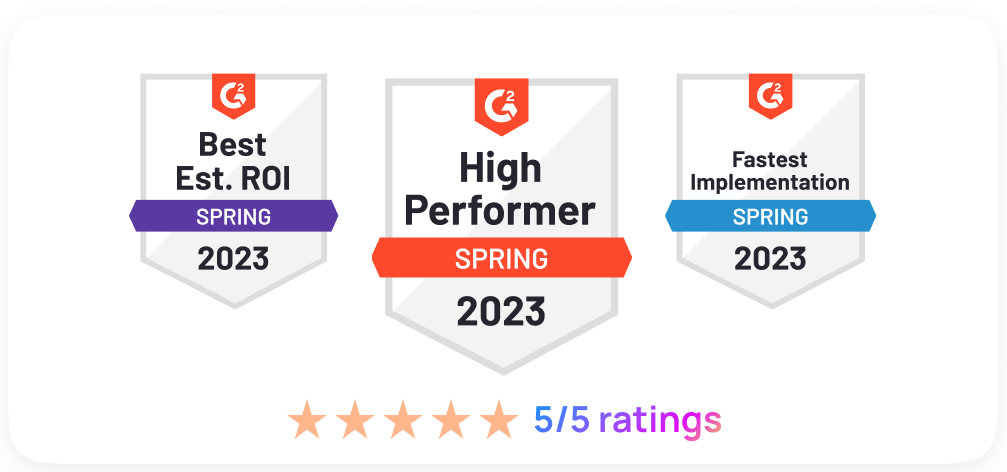 G2
Best
Est. ROI
SPRING
2023
G2
High
Performer
SPRING
2023
G2
Fastest
Implementation
SPRING
2023
5/5 ratings